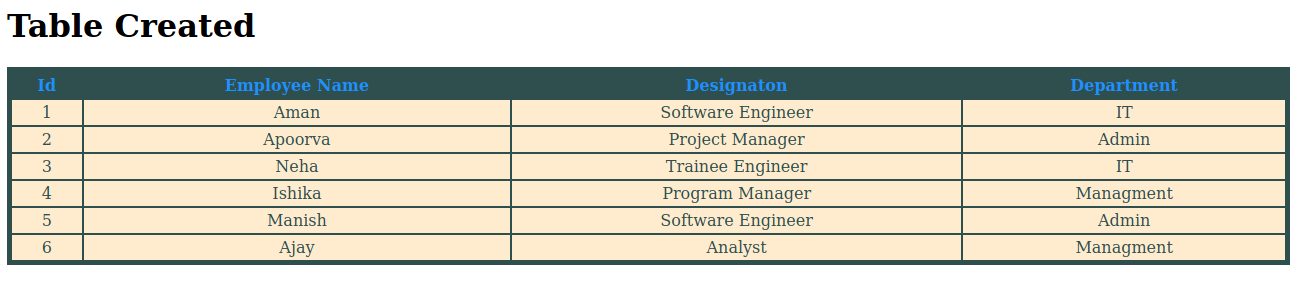 Table Created
Id Employee Name Designaton Department
1 Aman Software Engineer IT
2 Apoorva Project Manager Admin
3 Neha Trainee Engineer IT
4 Ishika Program Manager Managment
5 Manish Software Engineer Admin
6 Ajay Analyst Managment